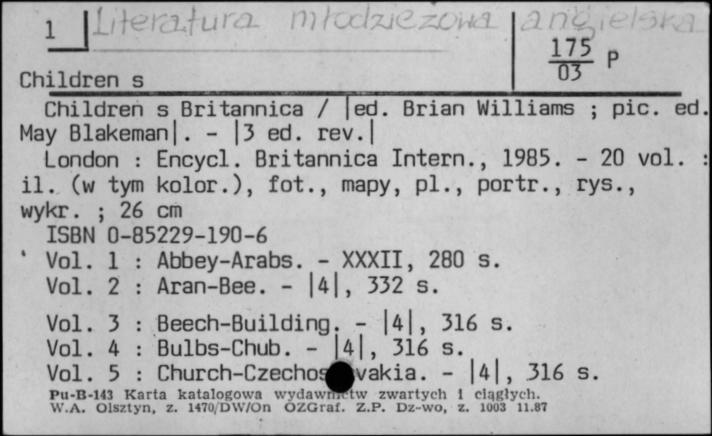 1 Literatura młodzieżowa angielska
175
03 P
Children s
Children s Britannica / |ed. Brian Williams ; pic. ed.
May Blakeman|. - |3 ed. rev.|
London : Encycl. Britannica Intern., 1985. - 20 vol. :
il. (w tym kolor.), fot., mapy, pl., portr., rys.,
wykr. ; 26 cm
ISBN 0-85229-190-6
Vol. 1 : Abbey-Arabs. - XXXII, 280 s.
Vol. 2 : Aran-Bee. - |4|, 332 s.
Vol. 3 : Beech-Building. - |4|, 316 s.
Vol. 4 : Bulbs-Chub. - |4|, 316 s.
Vol. 5 : Church-Czechoslovakia. - |4|, 316 s.
Pu-B-143 Karta katalogowa wydawnictw zwartych i ciągłych.
W.A. Olsztyn, z. 1470/DW/On OZGraf. Z.P. Dz-wo, z. 1003 11.87